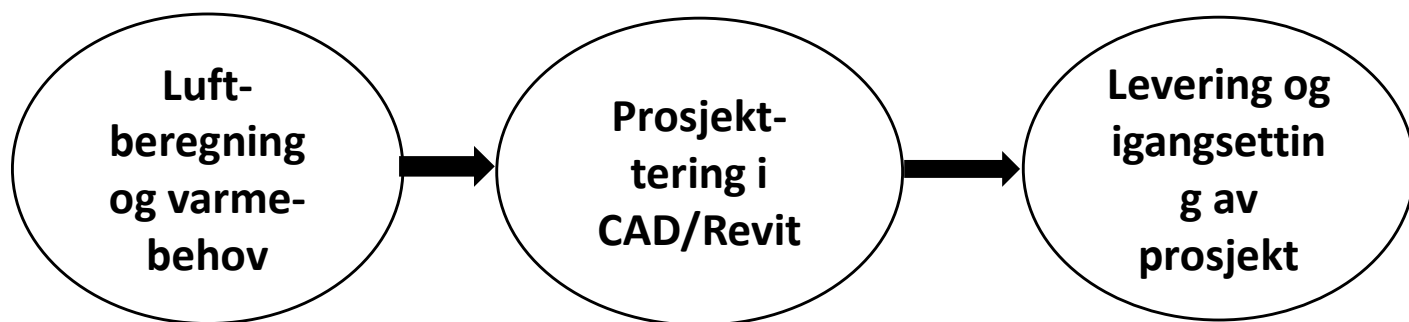 Luft-
beregning
og varme-
behov
Prosjekt-
tering i
CAD/Revit
Levering og
igangsettin
g av
prosjekt